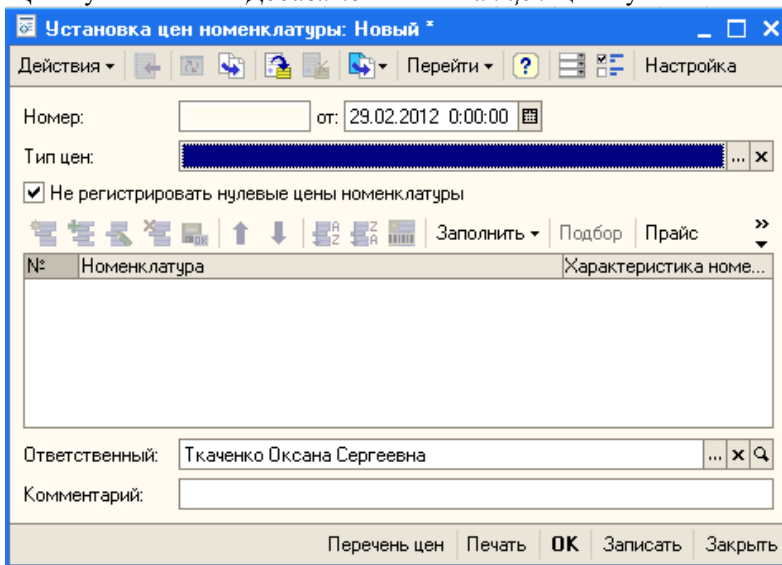 Установка цен номенклатуры: Новый *
Действия Перейти ? Настройка
Номер: от: 29.02.2012 0:00:00
Тип цен: ... x
Не регистрировать нулевые цены номенклатуры
Заполнить Подбор Прайс »
№ Номенклатура Характеристика номе...
Ответственный: Ткаченко Оксана Сергеевна ... x
Комментарий:
Перечень цен Печать ОК Записать Закрыть